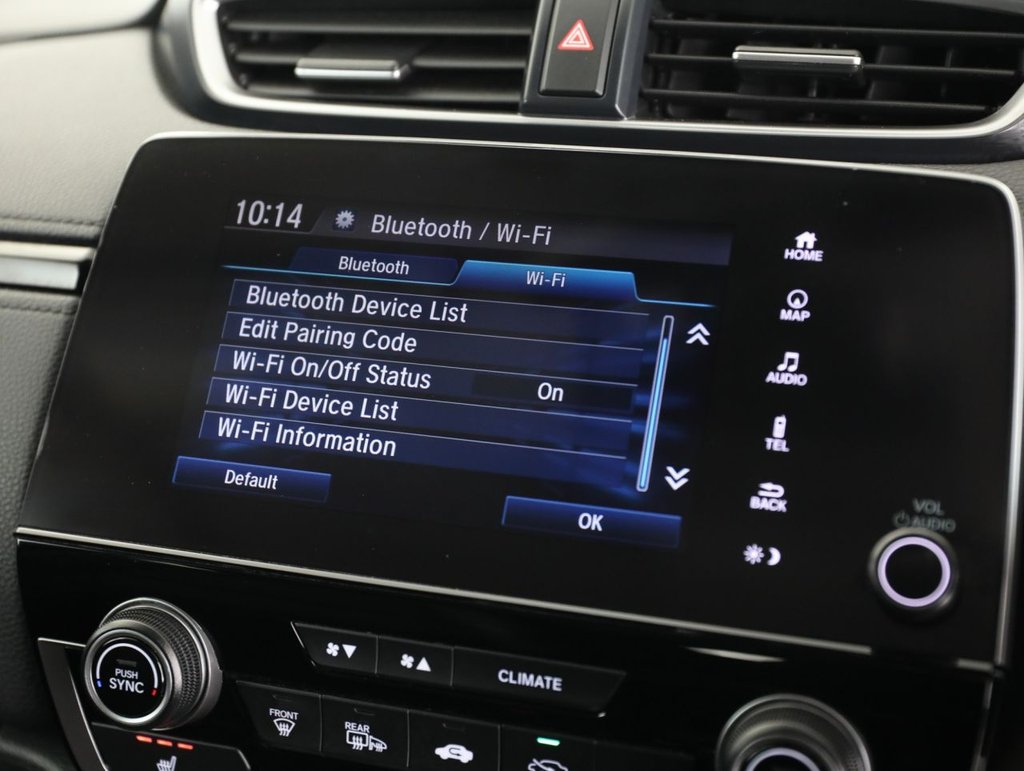 10:14 Bluetooth / Wi-Fi
Bluetooth Wi-Fi
Bluetooth Device List
Edit Pairing Code
Wi-Fi On/Off Status On
Wi-Fi Device List
Wi-Fi Information
Default
OK
HOME
MAP
AUDIO
TEL
BACK
VOL
AUDIO
PUSH
SYNC
CLIMATE
FRONT
REAR